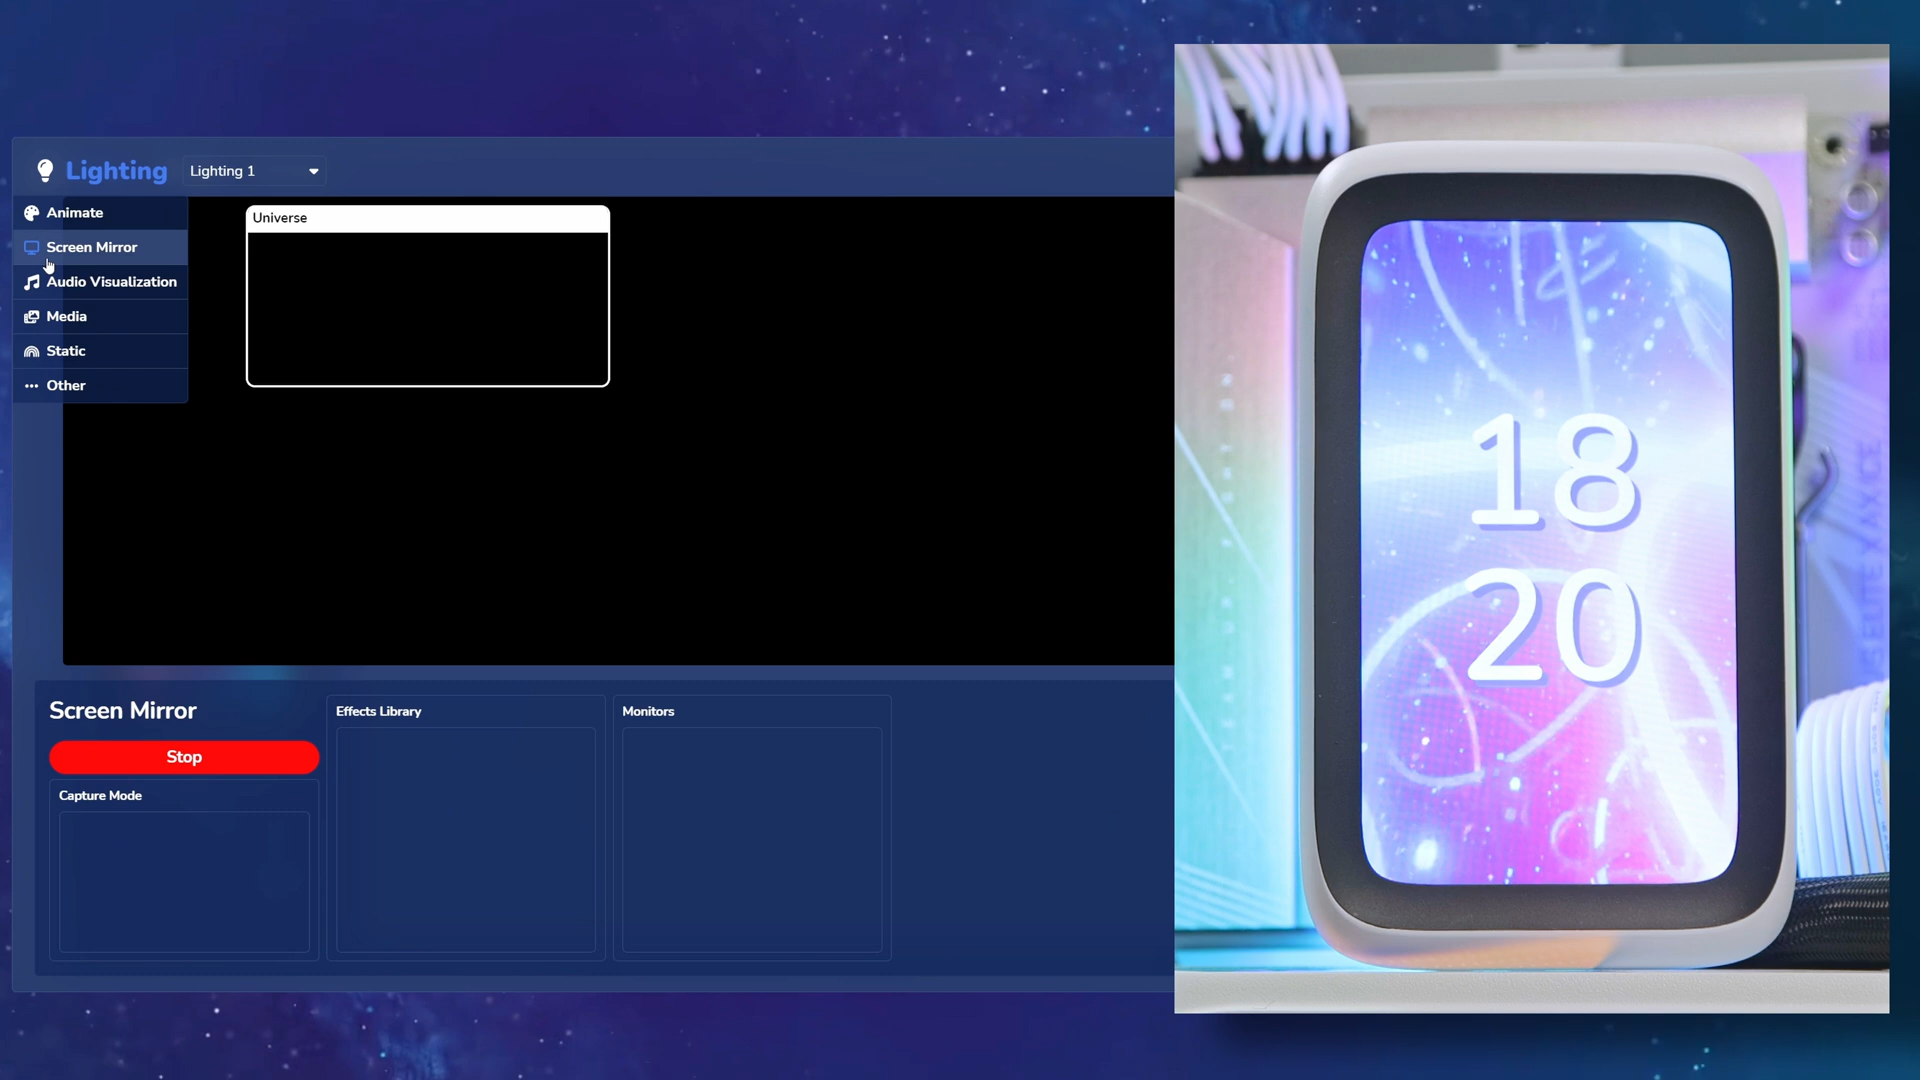 Lighting
Lighting 1
Animate
Screen Mirror
Audio Visualization
Media
Static
Other
Universe
Screen Mirror
Stop
Capture Mode
Effects Library
Monitors
18
20